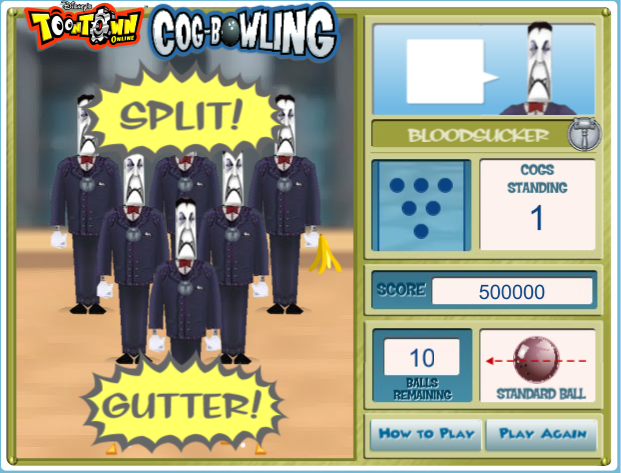 Disney's
TOONTOWN
ONLINE
COG-BOWLING
SPLIT!
BLOODSUCKER
COGS
STANDING
1
SCORE 500000
10
BALLS
REMAINING
STANDARD BALL
GUTTER!
HOW TO PLAY
PLAY AGAIN